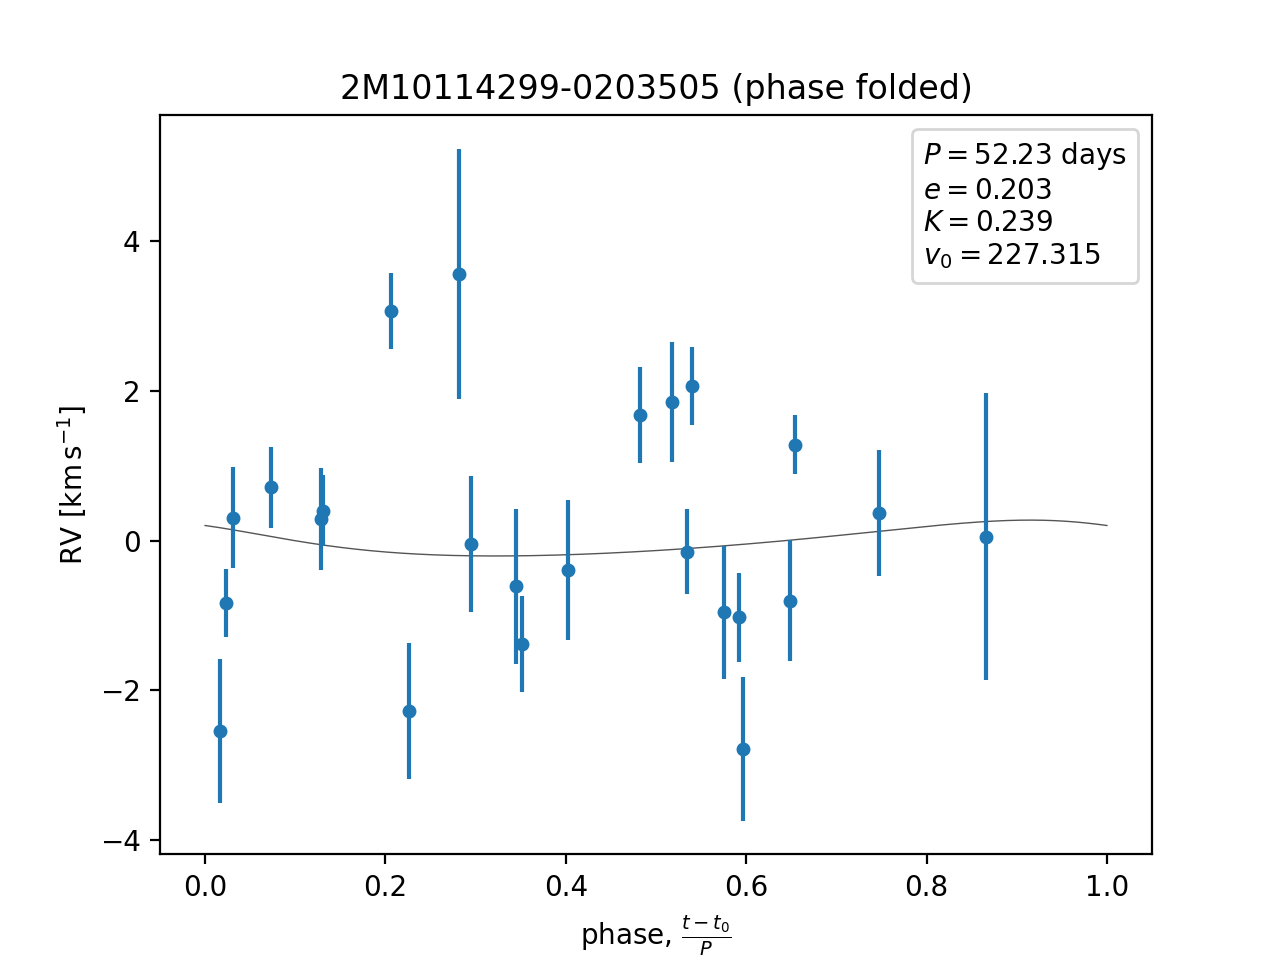 2M10114299-0203505 (phase folded)
P = 52.23 days
e = 0.203
K = 0.239
v₀ = 227.315
RV [km s⁻¹]
4
2
0
−2
−4
0.0 0.2 0.4 0.6 0.8 1.0
phase, (t − t₀)/P